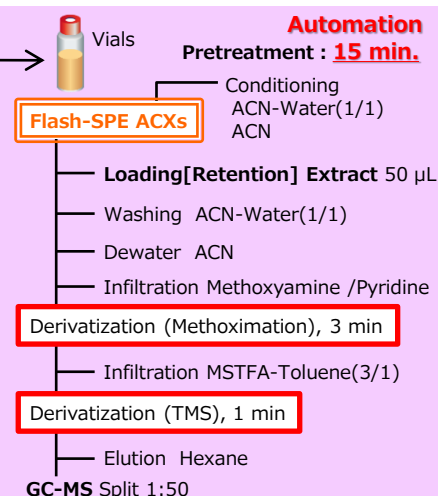 Automation
Vials
Pretreatment : 15 min.
Conditioning
ACN-Water(1/1)
ACN
Flash-SPE ACXs
Loading[Retention] Extract 50 µL
Washing ACN-Water(1/1)
Dewater ACN
Infiltration Methoxyamine /Pyridine
Derivatization (Methoximation), 3 min
Infiltration MSTFA-Toluene(3/1)
Derivatization (TMS), 1 min
Elution Hexane
GC-MS Split 1:50